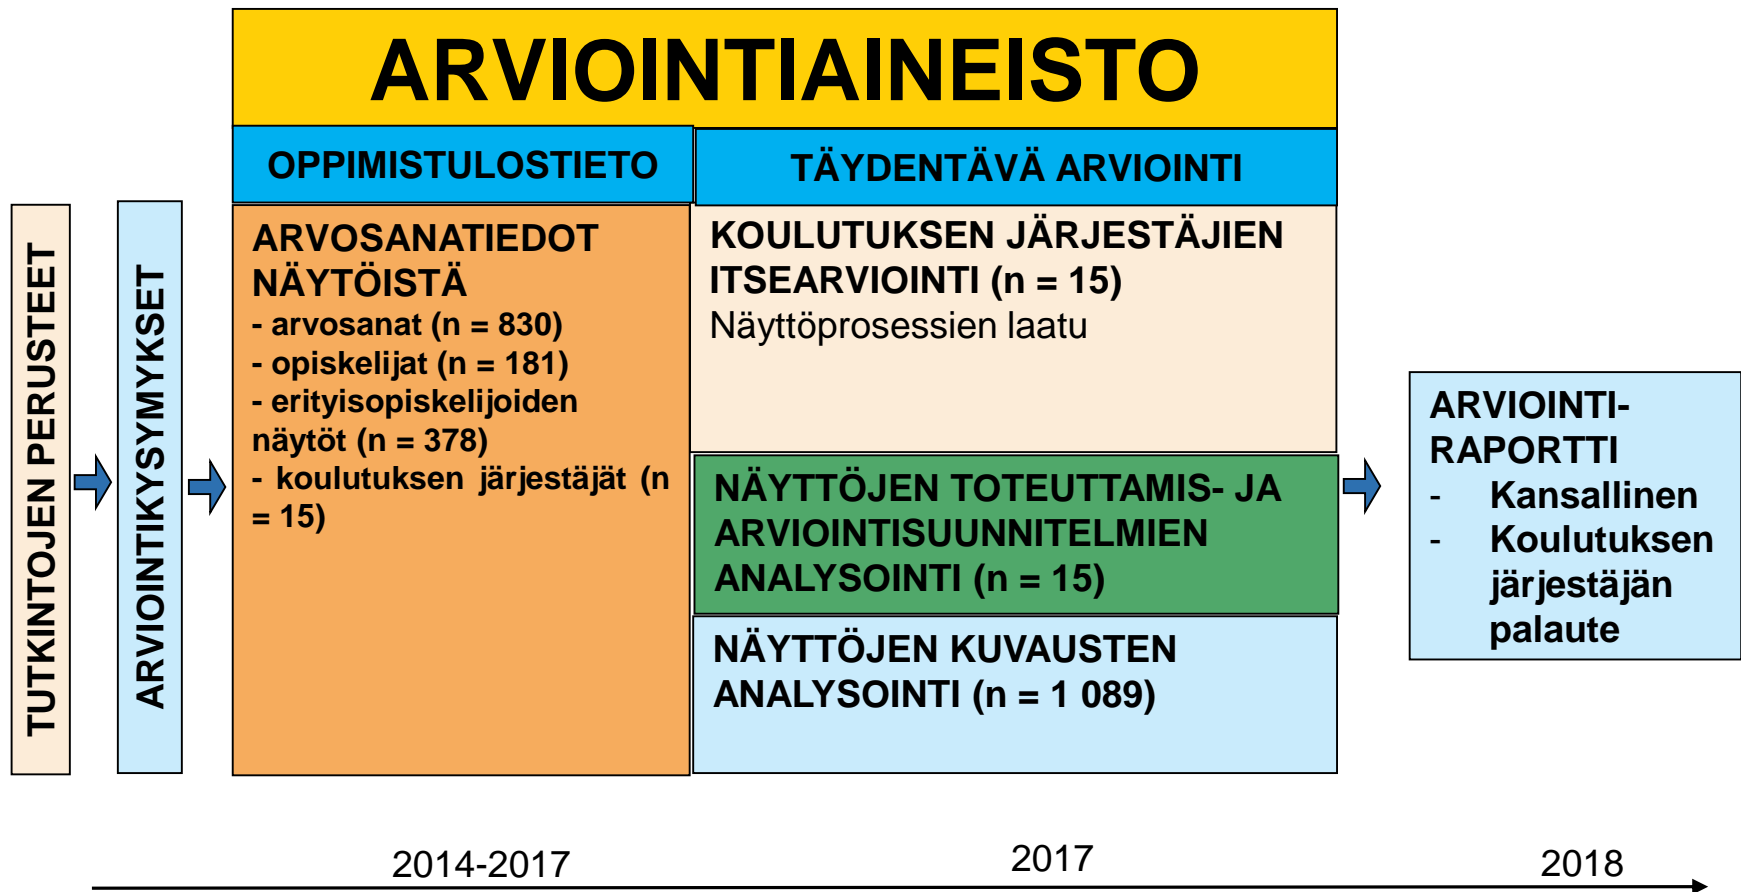 ARVIOINTIAINEISTO
OPPIMISTULOSTIETO
TÄYDENTÄVÄ ARVIOINTI
TUTKINTOJEN PERUSTEET
ARVIOINTIKYSYMYKSET
ARVOSANATIEDOT
NÄYTÖISTÄ
- arvosanat (n = 830)
- opiskelijat (n = 181)
- erityisopiskelijoiden
näytöt (n = 378)
- koulutuksen järjestäjät (n
= 15)
KOULUTUKSEN JÄRJESTÄJIEN
ITSEARVIOINTI (n = 15)
Näyttöprosessien laatu
NÄYTTÖJEN TOTEUTTAMIS- JA
ARVIOINTISUUNNITELMIEN
ANALYSOINTI (n = 15)
NÄYTTÖJEN KUVAUSTEN
ANALYSOINTI (n = 1 089)
ARVIOINTI-
RAPORTTI
- Kansallinen
- Koulutuksen
järjestäjän
palaute
2014-2017
2017
2018